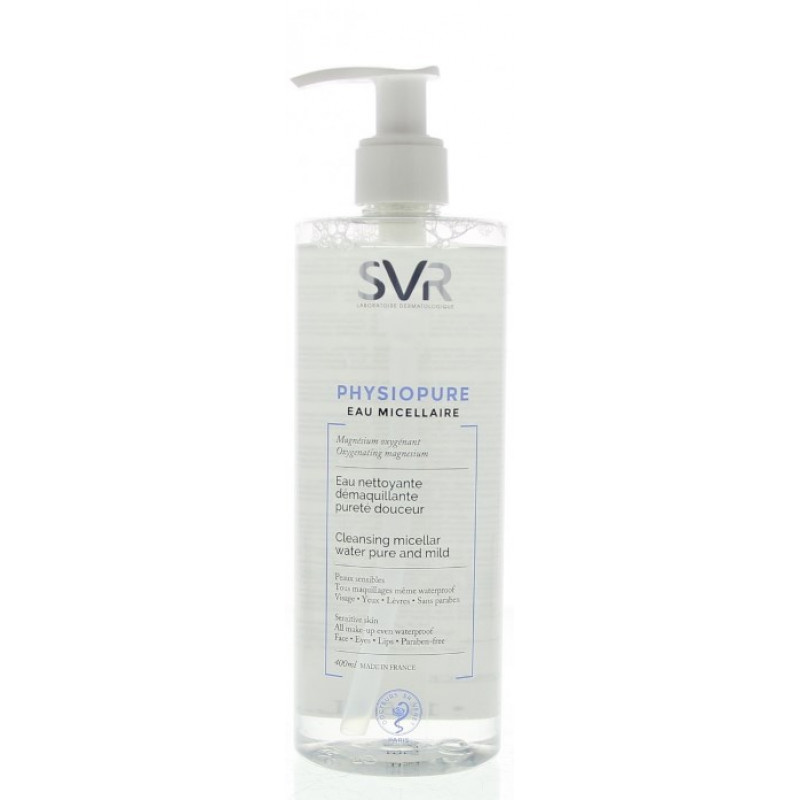 SVR
LABORATOIRE DERMATOLOGIQUE
PHYSIOPURE
EAU MICELLAIRE
Magnésium oxygénant
Oxygenating magnesium
Eau nettoyante
démaquillante
pureté douceur
Cleansing micellar
water pure and mild
Peaux sensibles
Tous maquillages même waterproof
Visage • Yeux • Lèvres • Sans paraben
Sensitive skin
All make-up even waterproof
Face • Eyes • Lips • Paraben-free
400ml MADE IN FRANCE
PARIS